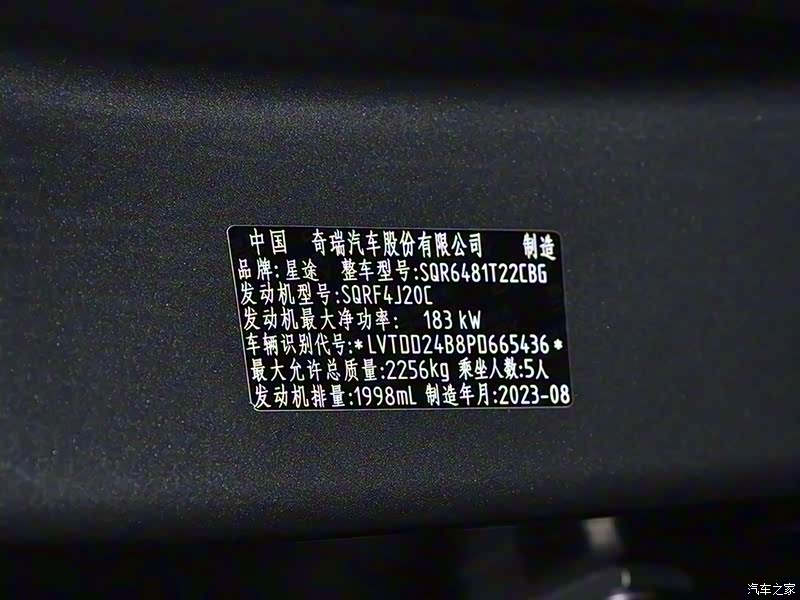 中国 奇瑞汽车股份有限公司 制造
品牌:星途 整车型号:SQR6481T22CBG
发动机型号:SQRF4J20C
发动机最大净功率: 183 kW
车辆识别代号:*LVTDD24B8PD665436*
最大允许总质量:2256kg 乘坐人数:5人
发动机排量:1998mL 制造年月:2023-08
汽车之家